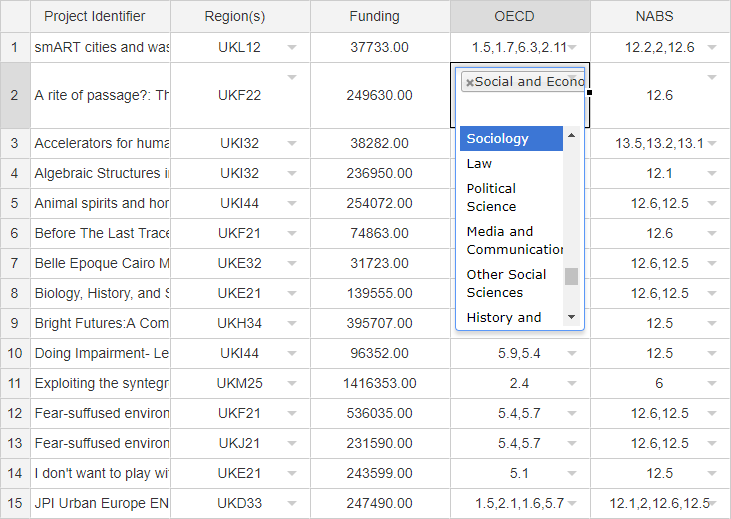 Project Identifier Region(s) Funding OECD NABS
1 smART cities and was UKL12 37733.00 1.5,1.7,6.3,2.11 12.2,2,12.6
2 A rite of passage?: Th UKF22 249630.00 Social and Econo 12.6
Sociology
3 Accelerators for huma UKI32 38282.00 13.5,13.2,13.1
Law
4 Algebraic Structures i UKI32 236950.00 12.1
Political
Science
5 Animal spirits and hor UKI44 254072.00 12.6,12.5
6 Before The Last Trace UKF21 74863.00 12.6
Media and
Communication
7 Belle Epoque Cairo M UKE32 31723.00 12.6,12.5
Other Social
Sciences
8 Biology, History, and S UKE21 139555.00 12.6,12.5
History and
9 Bright Futures:A Com UKH34 395707.00 12.5
10 Doing Impairment- Le UKI44 96352.00 5.9,5.4 12.5
11 Exploiting the syntegr UKM25 1416353.00 2.4 6
12 Fear-suffused environ UKF21 536035.00 5.4,5.7 12.6,12.5
13 Fear-suffused environ UKJ21 231590.00 5.4,5.7 12.6,12.5
14 I don't want to play wi UKE21 243599.00 5.1 12.5
15 JPI Urban Europe EN UKD33 247490.00 1.5,2.1,1.6,5.7 12.1,2,12.6,12.5